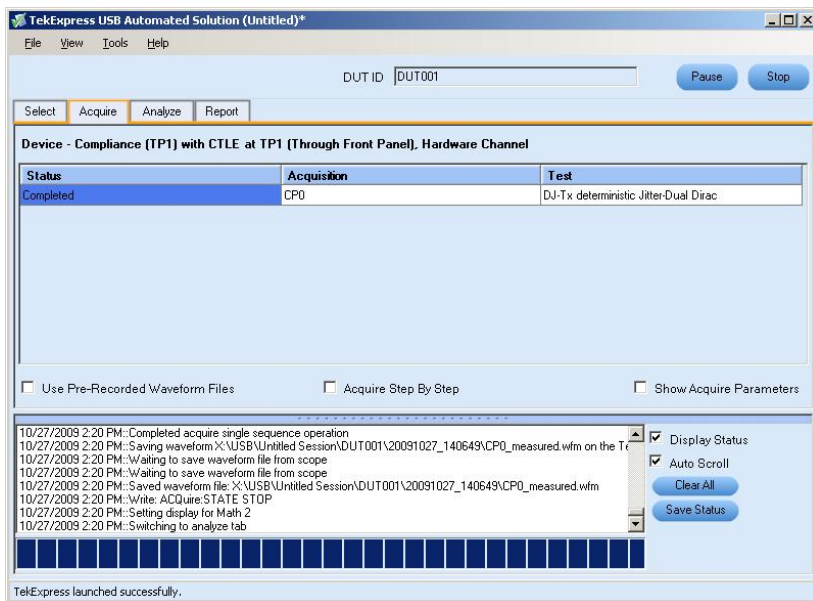 TekExpress USB Automated Solution (Untitled)*
File View Tools Help
DUT ID DUT001 Pause Stop
Select Acquire Analyze Report
Device - Compliance (TP1) with CTLE at TP1 (Through Front Panel), Hardware Channel
Status Acquisition Test
Completed CP0 DJ-Tx deterministic Jitter-Dual Dirac
Use Pre-Recorded Waveform Files Acquire Step By Step Show Acquire Parameters
10/27/2009 2:20 PM::Completed acquire single sequence operation
10/27/2009 2:20 PM::Saving waveform X:\USB\Untitled Session\DUT001\20091027_140649\CP0_measured.wfm on the Te
10/27/2009 2:20 PM::Waiting to save waveform file from scope
10/27/2009 2:20 PM::Waiting to save waveform file from scope
10/27/2009 2:20 PM::Saved waveform file: X:\USB\Untitled Session\DUT001\20091027_140649\CP0_measured.wfm
10/27/2009 2:20 PM::Write: ACQuire:STATE STOP
10/27/2009 2:20 PM::Setting display for Math 2
10/27/2009 2:20 PM::Switching to analyze tab
Display Status
Auto Scroll
Clear All
Save Status
TekExpress launched successfully.